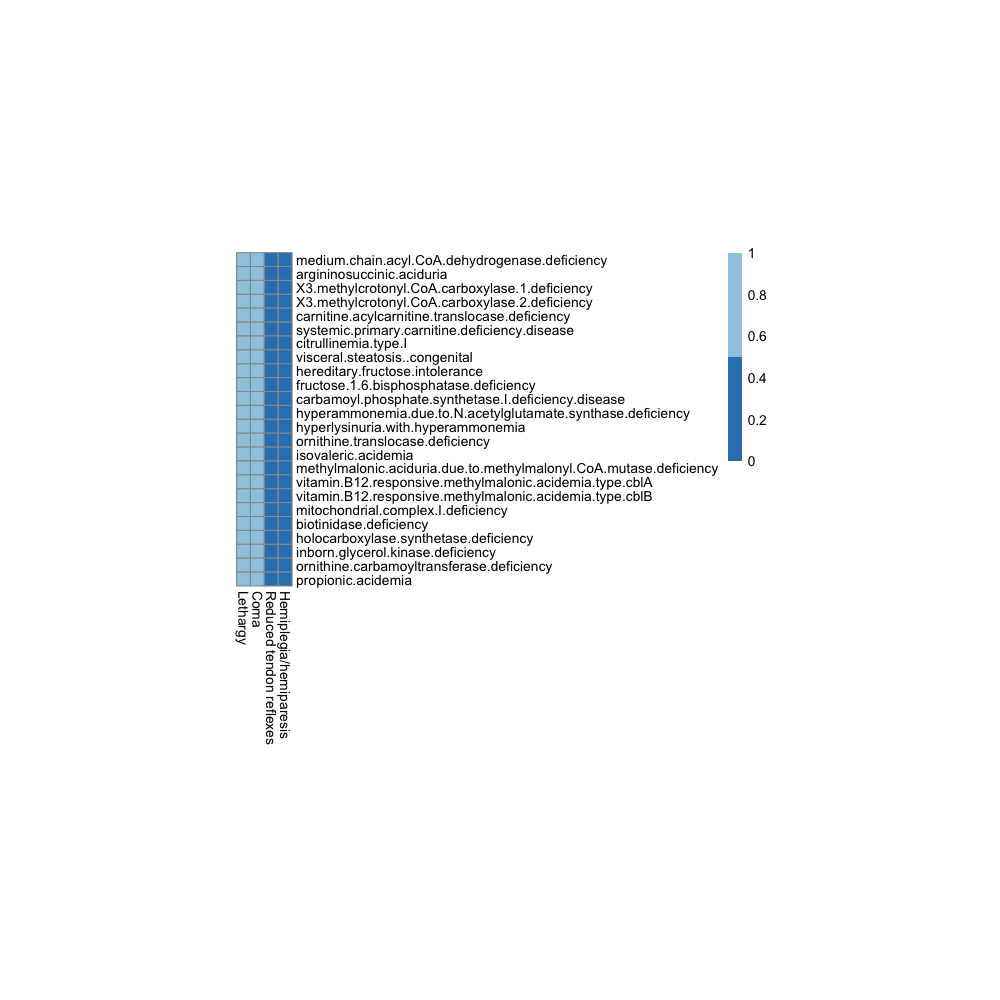 medium.chain.acyl.CoA.dehydrogenase.deficiency
argininosuccinic.aciduria
X3.methylcrotonyl.CoA.carboxylase.1.deficiency
X3.methylcrotonyl.CoA.carboxylase.2.deficiency
carnitine.acylcarnitine.translocase.deficiency
systemic.primary.carnitine.deficiency.disease
citrullinemia.type.I
visceral.steatosis..congenital
hereditary.fructose.intolerance
fructose.1.6.bisphosphatase.deficiency
carbamoyl.phosphate.synthetase.I.deficiency.disease
hyperammonemia.due.to.N.acetylglutamate.synthase.deficiency
hyperlysinuria.with.hyperammonemia
ornithine.translocase.deficiency
isovaleric.acidemia
methylmalonic.aciduria.due.to.methylmalonyl.CoA.mutase.deficiency
vitamin.B12.responsive.methylmalonic.acidemia.type.cblA
vitamin.B12.responsive.methylmalonic.acidemia.type.cblB
mitochondrial.complex.I.deficiency
biotinidase.deficiency
holocarboxylase.synthetase.deficiency
inborn.glycerol.kinase.deficiency
ornithine.carbamoyltransferase.deficiency
propionic.acidemia
Lethargy
Coma
Reduced tendon reflexes
Hemiplegia/hemiparesis
1
0.8
0.6
0.4
0.2
0